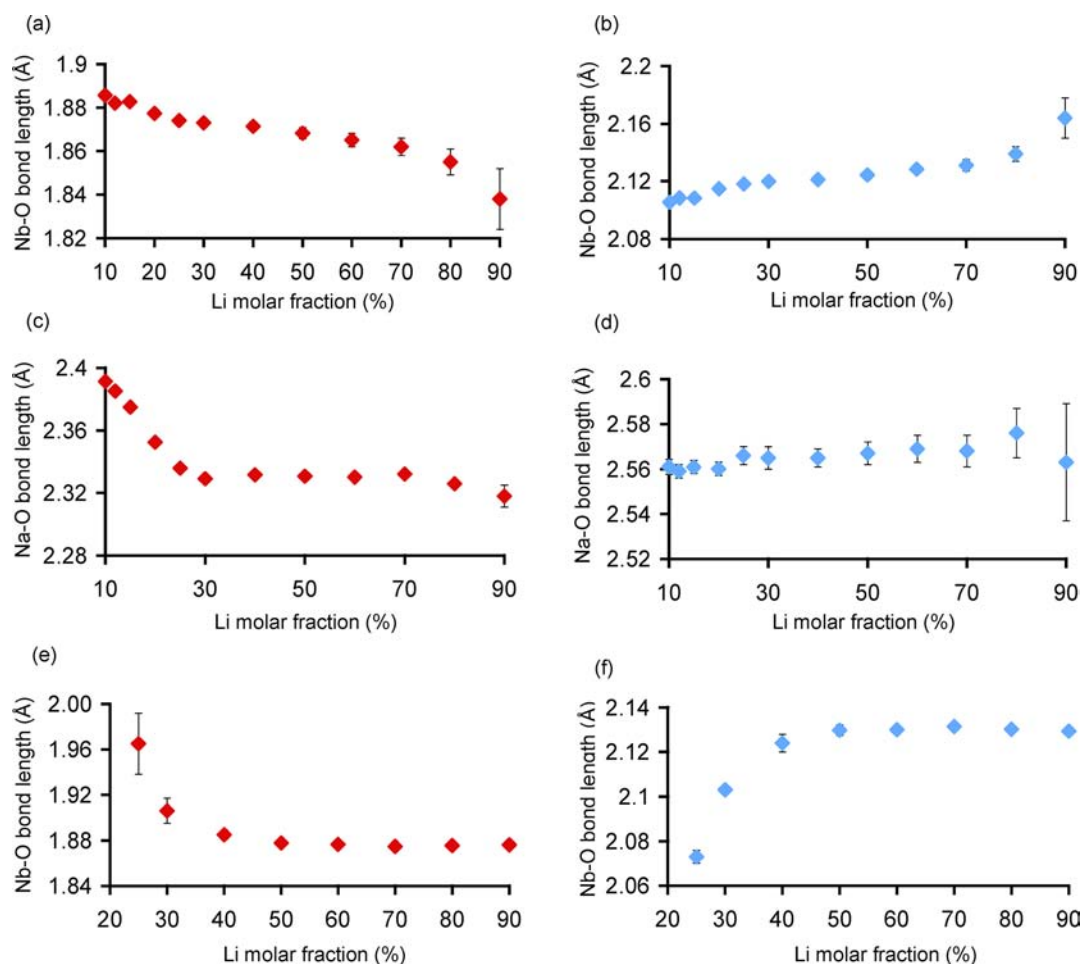 (a)
Nb-O bond length (Å)
1.9
1.88
1.86
1.84
1.82
10 20 30 40 50 60 70 80 90
Li molar fraction (%)
(b)
Nb-O bond length (Å)
2.2
2.16
2.12
2.08
10 30 50 70 90
Li molar fraction (%)
(c)
Na-O bond length (Å)
2.4
2.36
2.32
2.28
10 30 50 70 90
Li molar fraction (%)
(d)
Na-O bond length (Å)
2.6
2.58
2.56
2.54
2.52
10 30 50 70 90
Li molar fraction (%)
(e)
Nb-O bond length (Å)
2.00
1.96
1.92
1.88
1.84
20 30 40 50 60 70 80 90
Li molar fraction (%)
(f)
Nb-O bond length (Å)
2.14
2.12
2.1
2.08
2.06
20 30 40 50 60 70 80 90
Li molar fraction (%)